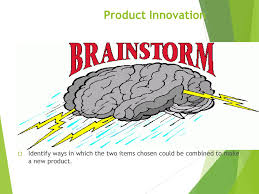 Product Innovation
BRAINSTORM
Identify ways in which the two items chosen could be combined to make
a new product.